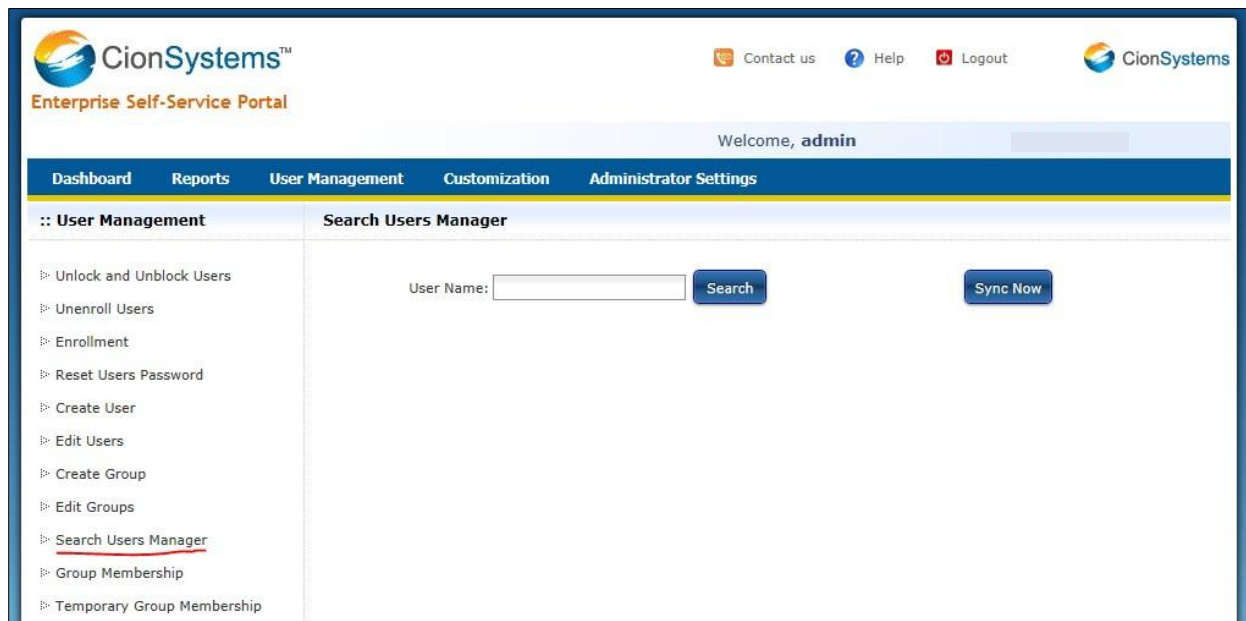 CionSystems™
Enterprise Self-Service Portal
Contact us Help Logout CionSystems
Welcome, admin
Dashboard Reports User Management Customization Administrator Settings
:: User Management
Search Users Manager
Unlock and Unblock Users
Unenroll Users
Enrollment
Reset Users Password
Create User
Edit Users
Create Group
Edit Groups
Search Users Manager
Group Membership
Temporary Group Membership
User Name: Search Sync Now